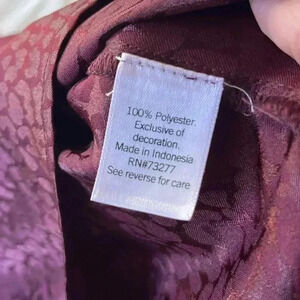 100% Polyester
Exclusive of
decoration.
Made in Indonesia
RN#73277
See reverse for care